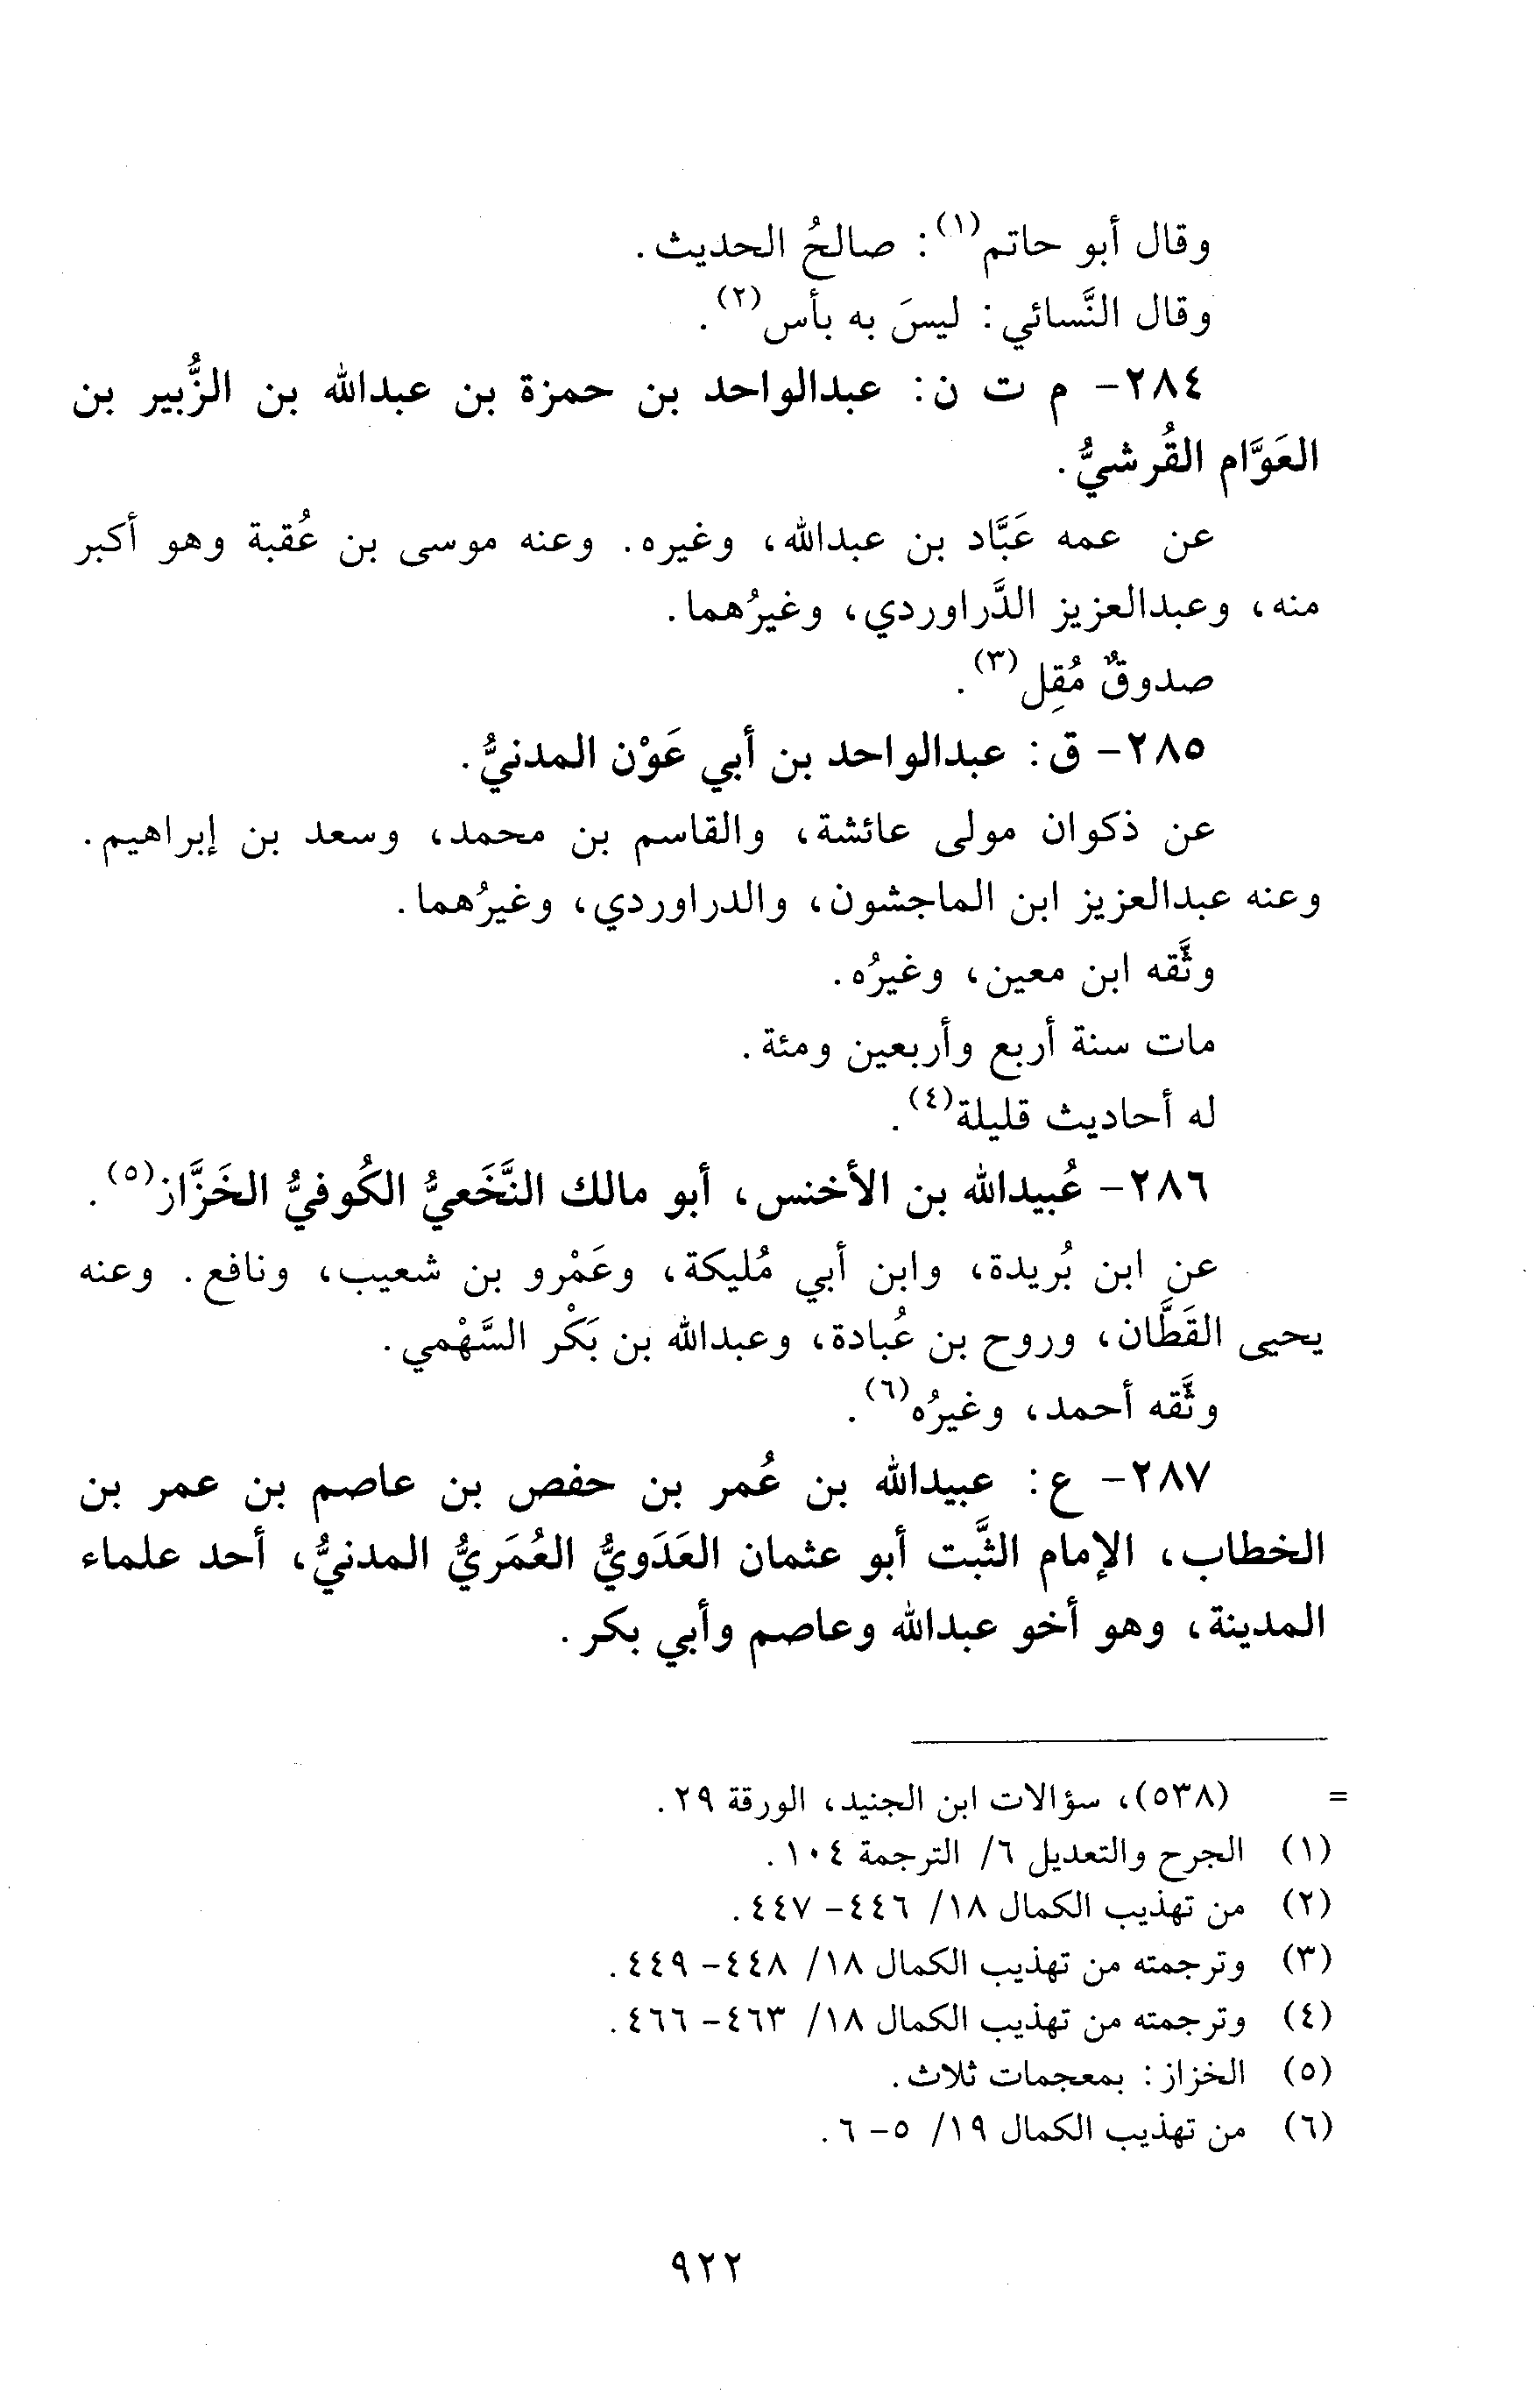 وقال أبو حاتم(١): صالحُ الحديث.
وقال النَّسائي: ليسَ به بأس(٢).
٢٨٤- م ت ن: عبدالواحد بن حمزة بن عبدالله بن الزُّبير بن
العَوَّام القُرشيُّ.
عن عمه عَبَّاد بن عبدالله، وغيره. وعنه موسى بن عُقبة وهو أكبر
منه، وعبدالعزيز الدَّراوردي، وغيرُهما.
صدوقٌ مُقِل(٣).
٢٨٥- ق: عبدالواحد بن أبي عَوْن المدنيُّ.
عن ذكوان مولى عائشة، والقاسم بن محمد، وسعد بن إبراهيم.
وعنه عبدالعزيز ابن الماجشون، والدراوردي، وغيرُهما.
وثَّقه ابن معين، وغيرُه.
مات سنة أربع وأربعين ومئة.
له أحاديث قليلة(٤).
٢٨٦- عُبيدالله بن الأخنس، أبو مالك النَّخَعيُّ الكُوفيُّ الخَزَّاز(٥).
عن ابن بُريدة، وابن أبي مُليكة، وعَمْرو بن شعيب، ونافع. وعنه
يحيى القَطَّان، وروح بن عُبادة، وعبدالله بن بَكْر السَّهْمي.
وثَّقه أحمد، وغيرُه(٦).
٢٨٧- ع: عبيدالله بن عُمر بن حفص بن عاصم بن عمر بن
الخطاب، الإمام الثَّبت أبو عثمان العَدَويُّ العُمَريُّ المدنيُّ، أحد علماء
المدينة، وهو أخو عبدالله وعاصم وأبي بكر.
= (٥٣٨)، سؤالات ابن الجنيد، الورقة ٢٩.
(١) الجرح والتعديل ٦/ الترجمة ١٠٤.
(٢) من تهذيب الكمال ١٨/ ٤٤٦- ٤٤٧.
(٣) وترجمته من تهذيب الكمال ١٨/ ٤٤٨- ٤٤٩.
(٤) وترجمته من تهذيب الكمال ١٨/ ٤٦٣- ٤٦٦.
(٥) الخزاز: بمعجمات ثلاث.
(٦) من تهذيب الكمال ١٩/ ٥- ٦.
٩٢٢